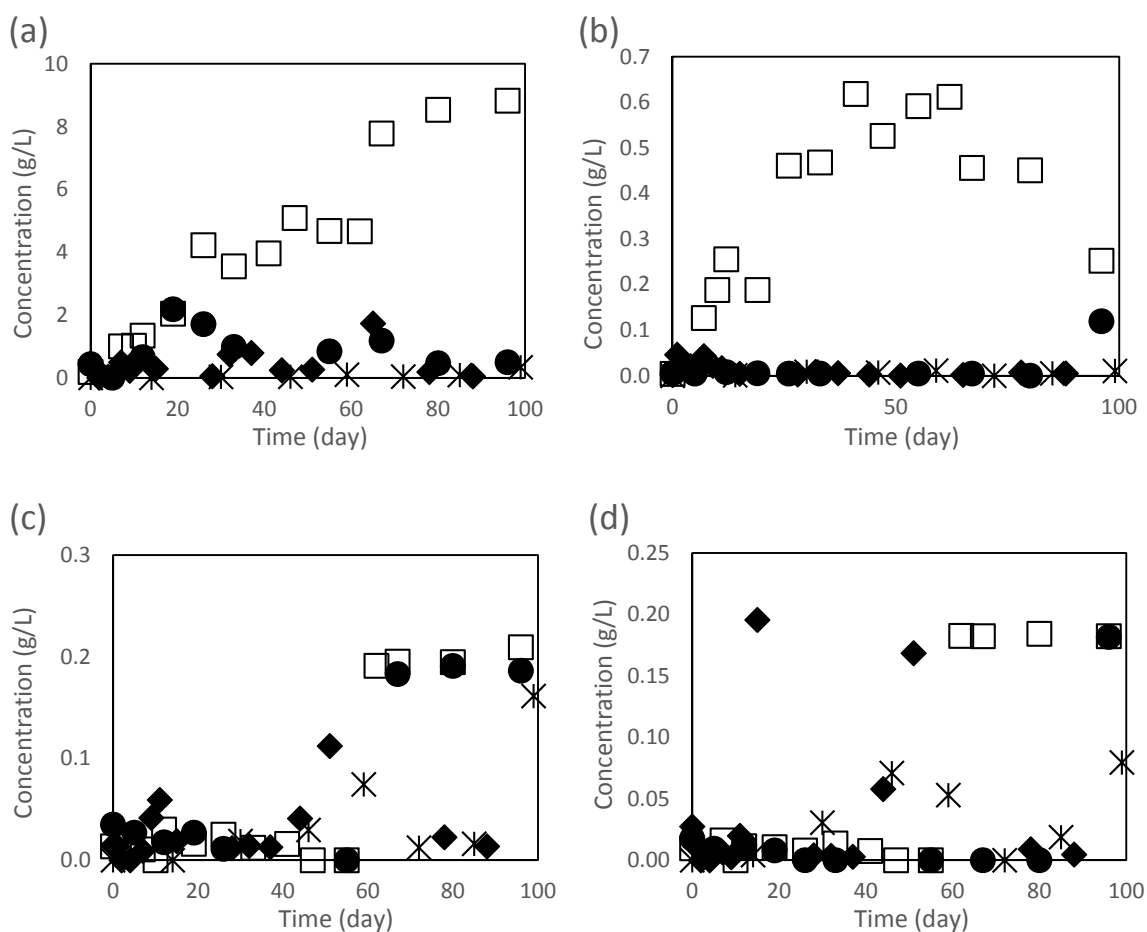 (a)
10
8
6
4
2
0
Concentration (g/L)
0 20 40 60 80 100
Time (day)
(b)
0.7
0.6
0.5
0.4
0.3
0.2
0.1
0.0
Concentration (g/L)
0 50 100
Time (day)
(c)
0.3
0.2
0.1
0.0
Concentration (g/L)
0 20 40 60 80 100
Time (day)
(d)
0.25
0.20
0.15
0.10
0.05
0.00
Concentration (g/L)
0 20 40 60 80 100
Time (day)